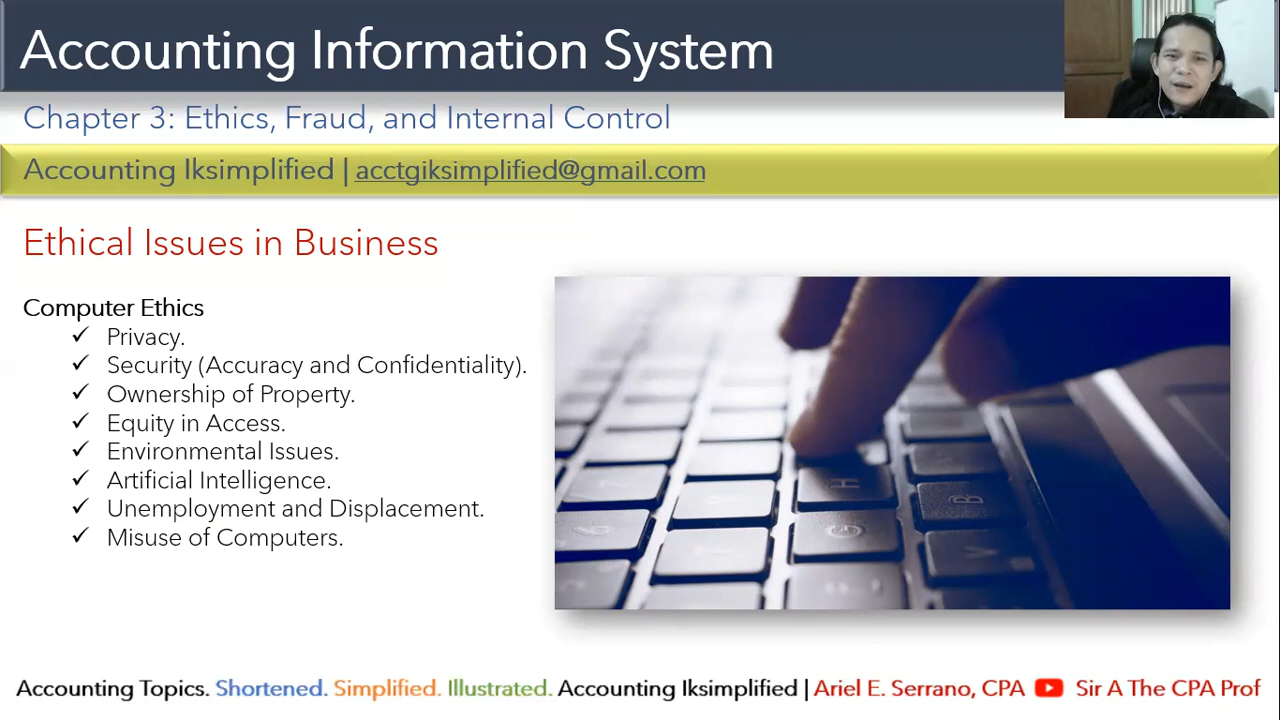 Accounting Information System
Chapter 3: Ethics, Fraud, and Internal Control
Accounting Iksimplified | acctgiksimplified@gmail.com
Ethical Issues in Business
Computer Ethics
✓ Privacy.
✓ Security (Accuracy and Confidentiality).
✓ Ownership of Property.
✓ Equity in Access.
✓ Environmental Issues.
✓ Artificial Intelligence.
✓ Unemployment and Displacement.
✓ Misuse of Computers.
H
B
G
V
Accounting Topics. Shortened. Simplified. Illustrated. Accounting Iksimplified | Ariel E. Serrano, CPA Sir A The CPA Prof